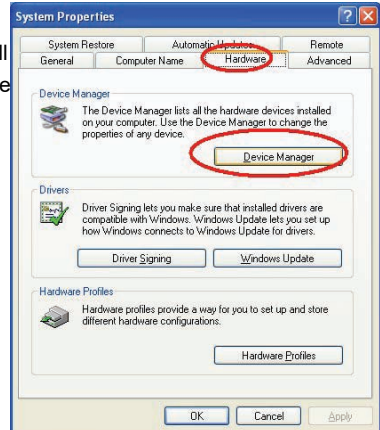 System Properties
System Restore Automatic Updates Remote
General Computer Name Hardware Advanced
ll
e
Device Manager
The Device Manager lists all the hardware devices installed
on your computer. Use the Device Manager to change the
properties of any device.
Device Manager
Drivers
Driver Signing lets you make sure that installed drivers are
compatible with Windows. Windows Update lets you set up
how Windows connects to Windows Update for drivers.
Driver Signing Windows Update
Hardware Profiles
Hardware profiles provide a way for you to set up and store
different hardware configurations.
Hardware Profiles
OK Cancel Apply